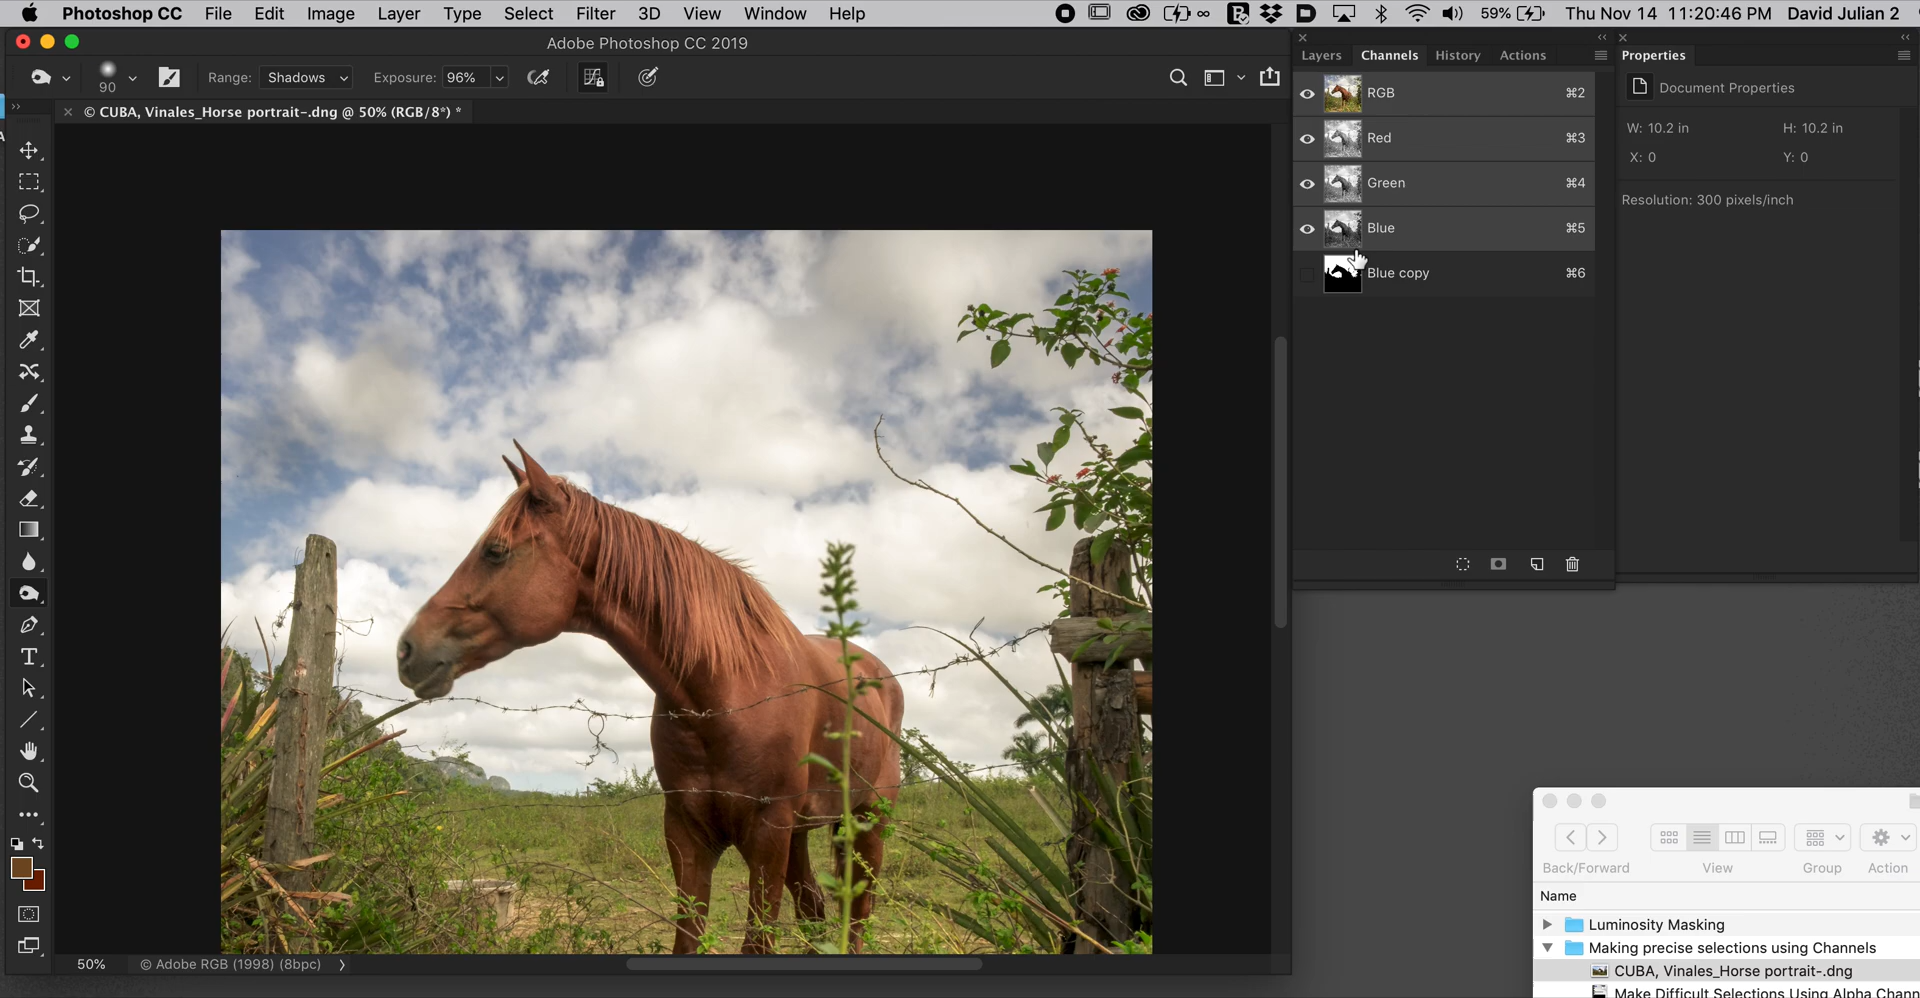 Photoshop CC File Edit Image Layer Type Select Filter 3D View Window Help 59% Thu Nov 14 11:20:46 PM David Julian 2
Adobe Photoshop CC 2019
90 Range: Shadows Exposure: 96%
© CUBA, Vinales_Horse portrait-.dng @ 50% (RGB/8*) *
Layers Channels History Actions
RGB ⌘2
Red ⌘3
Green ⌘4
Blue ⌘5
Blue copy ⌘6
Properties
Document Properties
W: 10.2 in H: 10.2 in
X: 0 Y: 0
Resolution: 300 pixels/inch
50% © Adobe RGB (1998) (8bpc)
Back/Forward View Group Action
Name
Luminosity Masking
Making precise selections using Channels
CUBA, Vinales_Horse portrait-.dng
Make Difficult Selections Using Alpha Chann